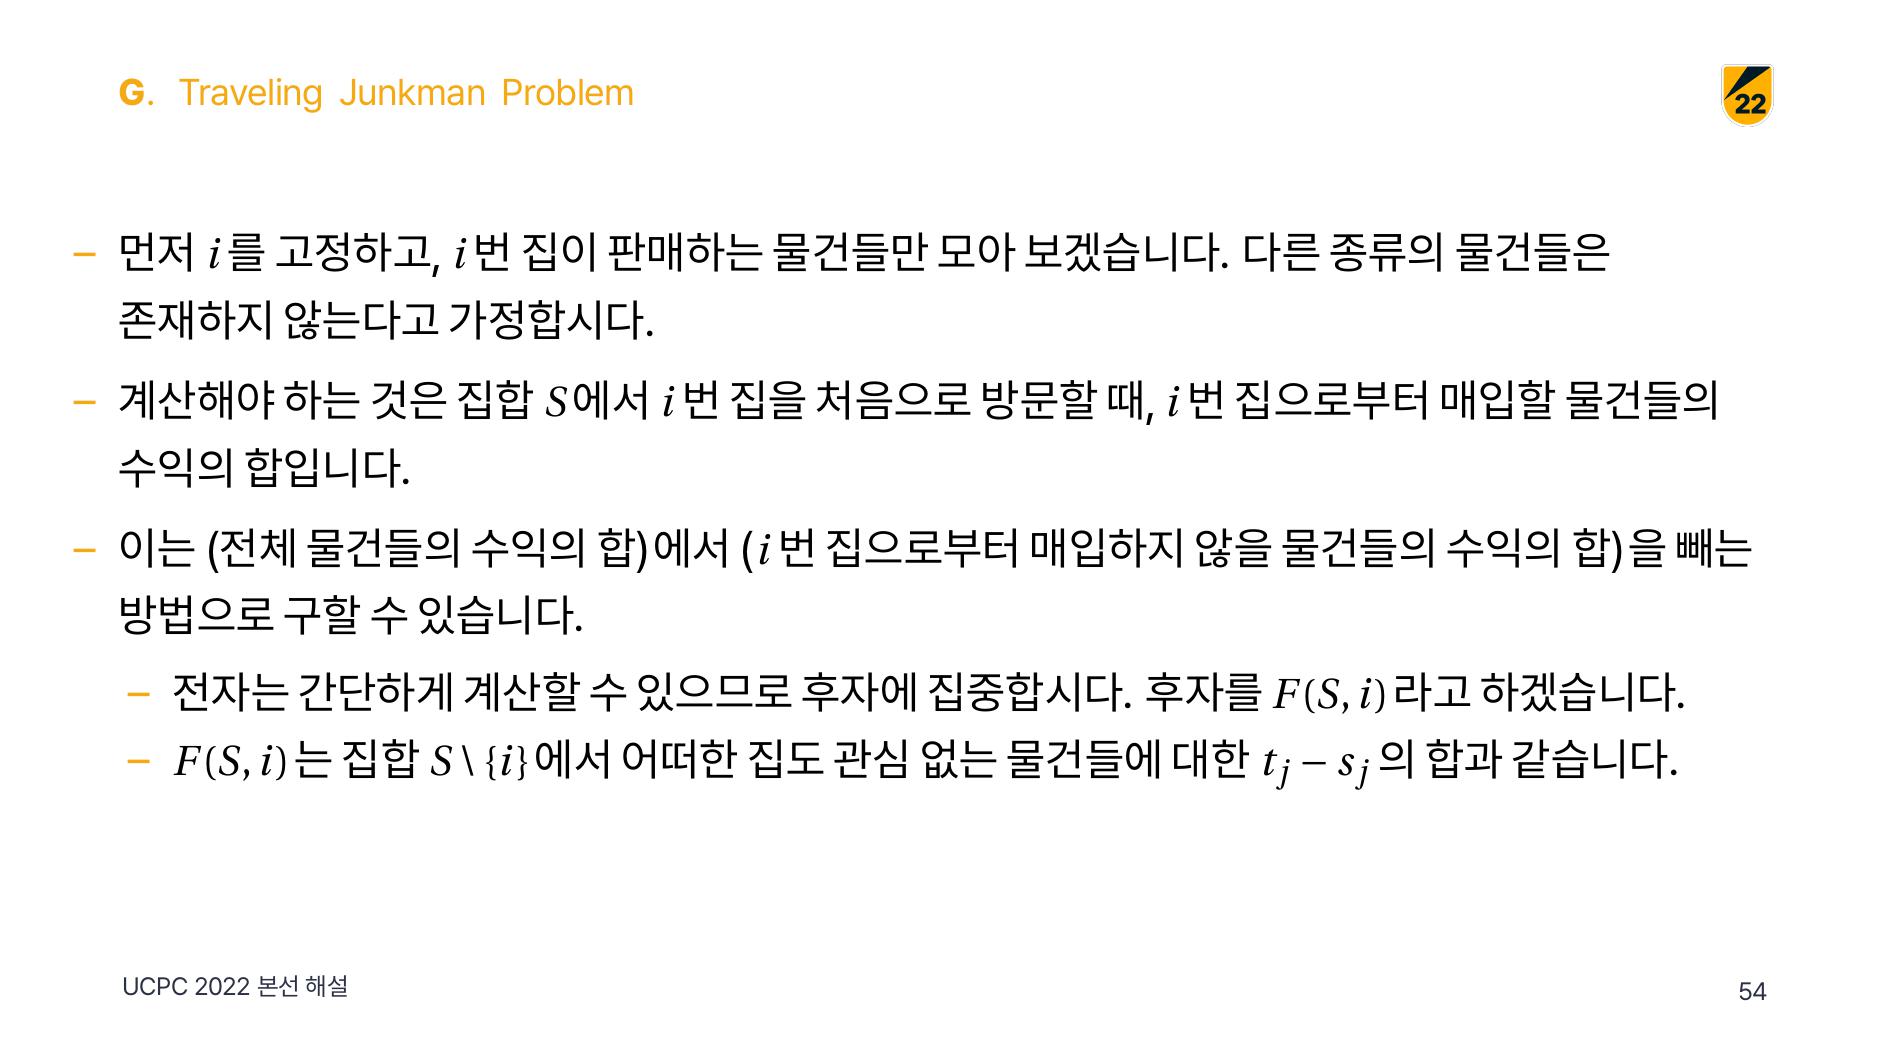 G. Traveling Junkman Problem
22
– 먼저 i를 고정하고, i번 집이 판매하는 물건들만 모아 보겠습니다. 다른 종류의 물건들은
존재하지 않는다고 가정합시다.
– 계산해야 하는 것은 집합 S에서 i번 집을 처음으로 방문할 때, i번 집으로부터 매입할 물건들의
수익의 합입니다.
– 이는 (전체 물건들의 수익의 합)에서 (i번 집으로부터 매입하지 않을 물건들의 수익의 합)을 빼는
방법으로 구할 수 있습니다.
– 전자는 간단하게 계산할 수 있으므로 후자에 집중합시다. 후자를 F(S, i)라고 하겠습니다.
– F(S, i)는 집합 S \ {i}에서 어떠한 집도 관심 없는 물건들에 대한 t_j − s_j의 합과 같습니다.
UCPC 2022 본선 해설
54